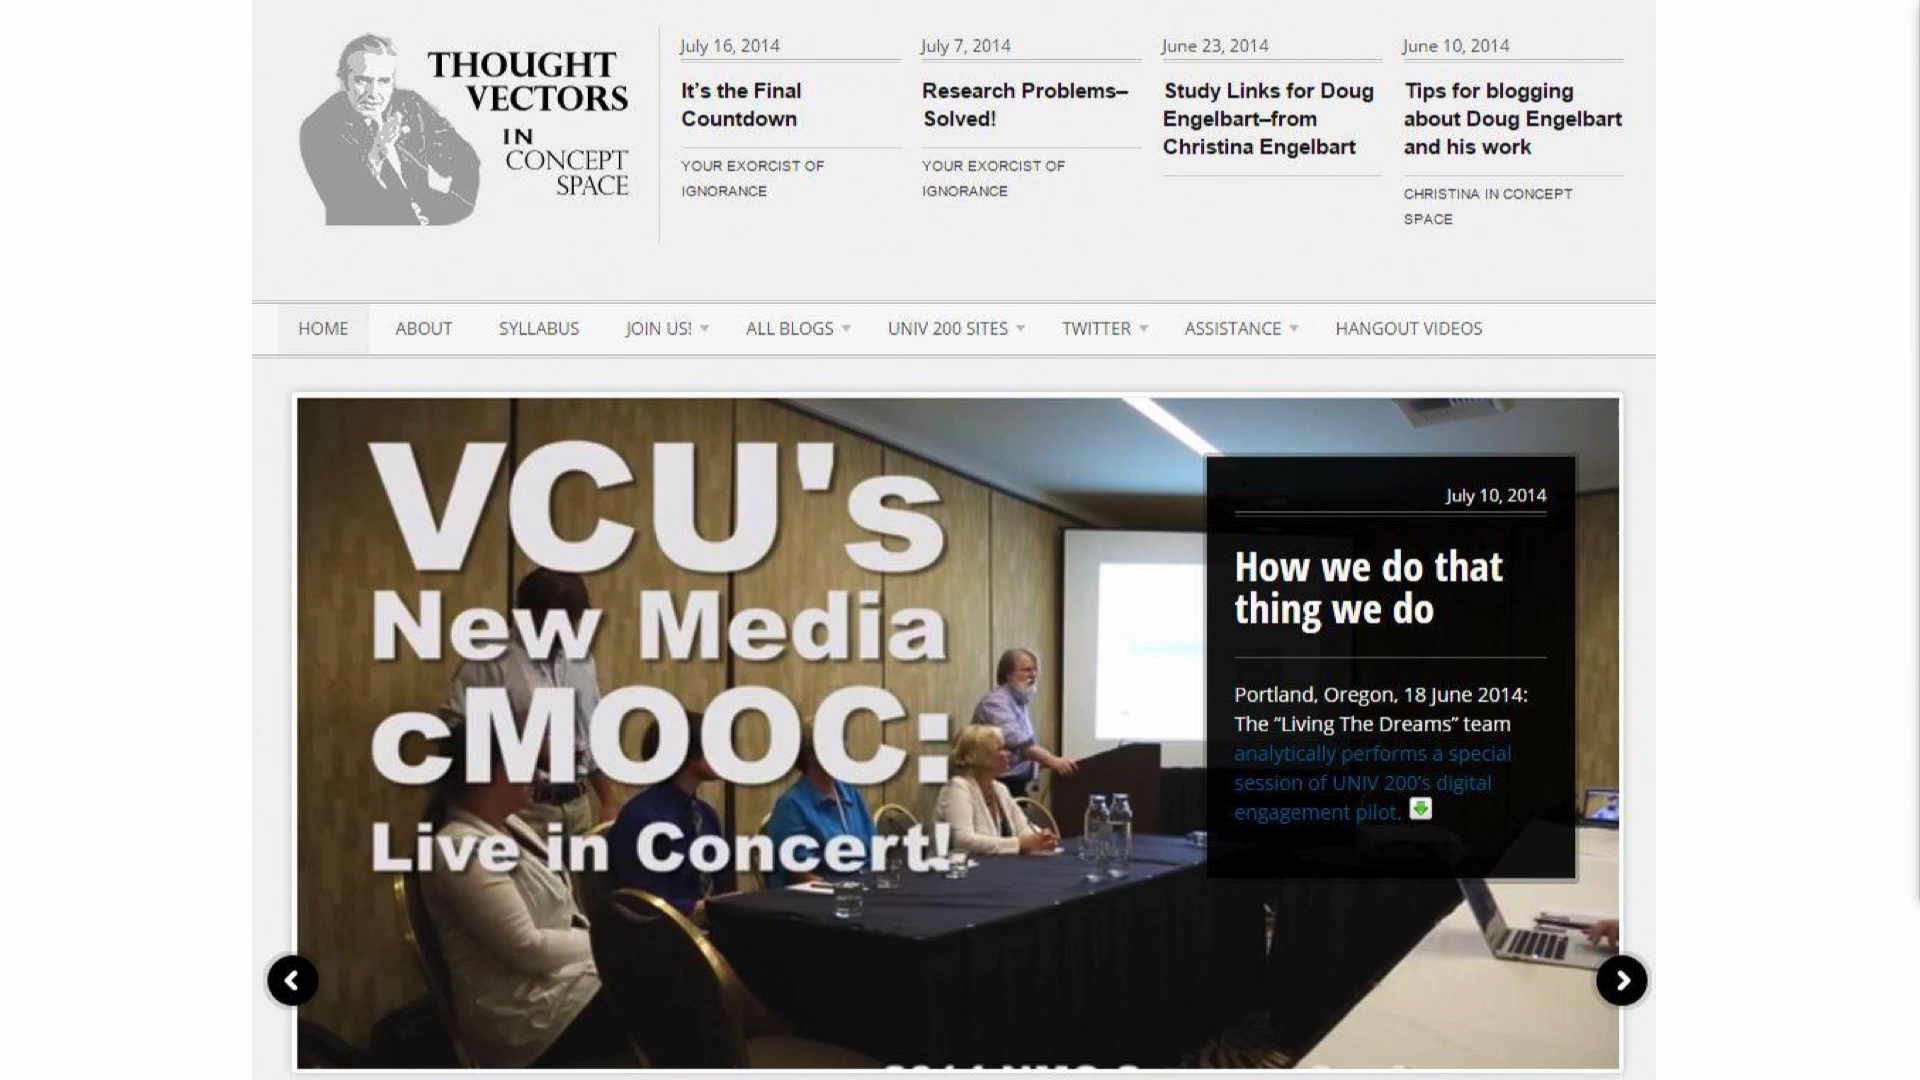 THOUGHT
VECTORS
IN
CONCEPT
SPACE
July 16, 2014
It's the Final
Countdown
YOUR EXORCIST OF
IGNORANCE
July 7, 2014
Research Problems–
Solved!
YOUR EXORCIST OF
IGNORANCE
June 23, 2014
Study Links for Doug
Engelbart–from
Christina Engelbart
June 10, 2014
Tips for blogging
about Doug Engelbart
and his work
CHRISTINA IN CONCEPT
SPACE
HOME ABOUT SYLLABUS JOIN US! ALL BLOGS UNIV 200 SITES TWITTER ASSISTANCE HANGOUT VIDEOS
VCU's
New Media
cMOOC:
Live in Concert!
July 10, 2014
How we do that
thing we do
Portland, Oregon, 18 June 2014:
The “Living The Dreams” team
analytically performs a special
session of UNIV 200's digital
engagement pilot.